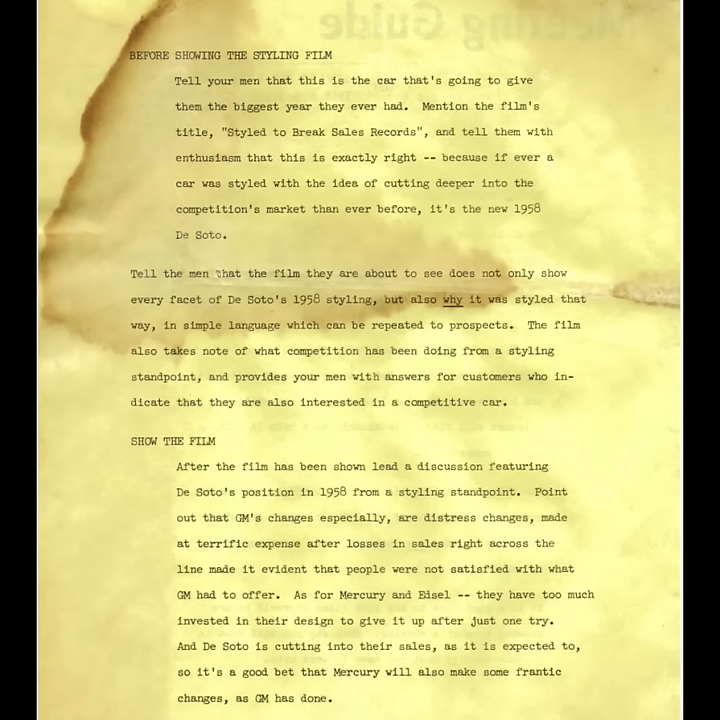 Meeting Guide
BEFORE SHOWING THE STYLING FILM
Tell your men that this is the car that's going to give
them the biggest year they ever had. Mention the film's
title, "Styled to Break Sales Records", and tell them with
enthusiasm that this is exactly right -- because if ever a
car was styled with the idea of cutting deeper into the
competition's market than ever before, it's the new 1958
De Soto.
Tell the men that the film they are about to see does not only show
every facet of De Soto's 1958 styling, but also why it was styled that
way, in simple language which can be repeated to prospects. The film
also takes note of what competition has been doing from a styling
standpoint, and provides your men with answers for customers who in-
dicate that they are also interested in a competitive car.
SHOW THE FILM
After the film has been shown lead a discussion featuring
De Soto's position in 1958 from a styling standpoint. Point
out that GM's changes especially, are distress changes, made
at terrific expense after losses in sales right across the
line made it evident that people were not satisfied with what
GM had to offer. As for Mercury and Edsel -- they have too much
invested in their design to give it up after just one try.
And De Soto is cutting into their sales, as it is expected to,
so it's a good bet that Mercury will also make some frantic
changes, as GM has done.